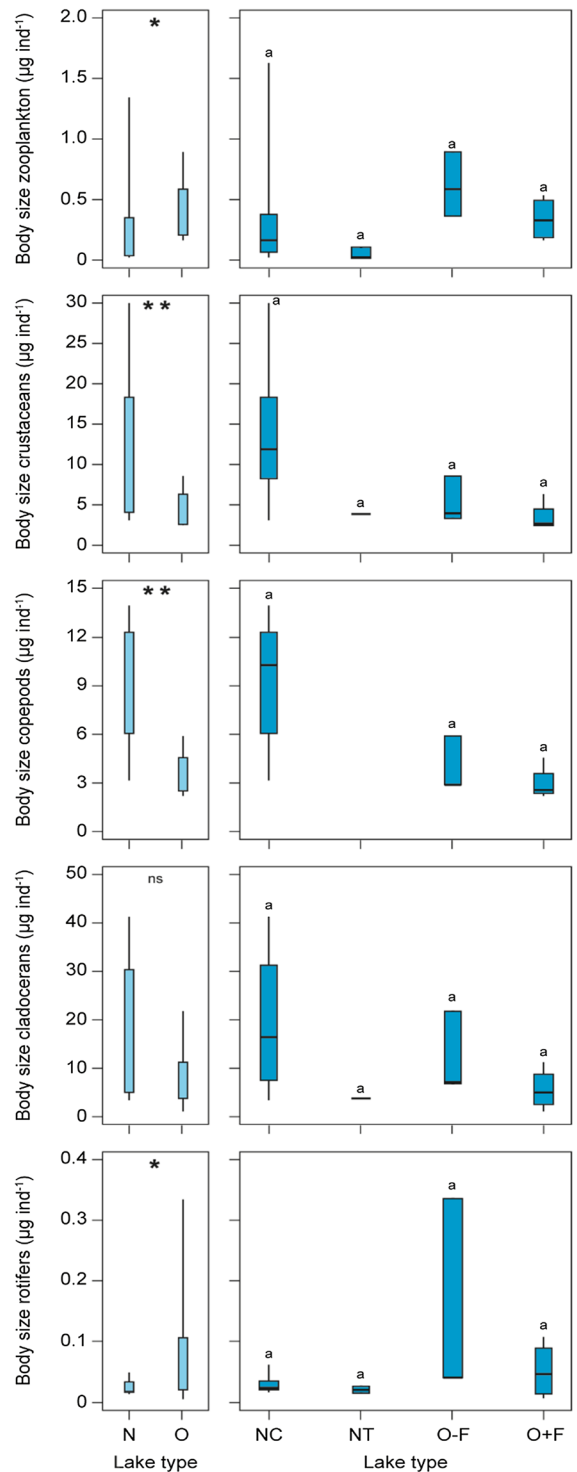 Body size zooplankton (µg ind⁻¹)
2.0
1.5
1.0
0.5
0
*
a
a
a
a
Body size crustaceans (µg ind⁻¹)
30
25
20
15
10
5
0
* *
a
a
a
a
Body size copepods (µg ind⁻¹)
15
12
9
6
3
0
* *
a
a
a
Body size cladocerans (µg ind⁻¹)
50
40
30
20
10
0
ns
a
a
a
a
Body size rotifers (µg ind⁻¹)
0.4
0.3
0.2
0.1
0
*
a
a
a
a
N O NC NT O-F O+F
Lake type Lake type